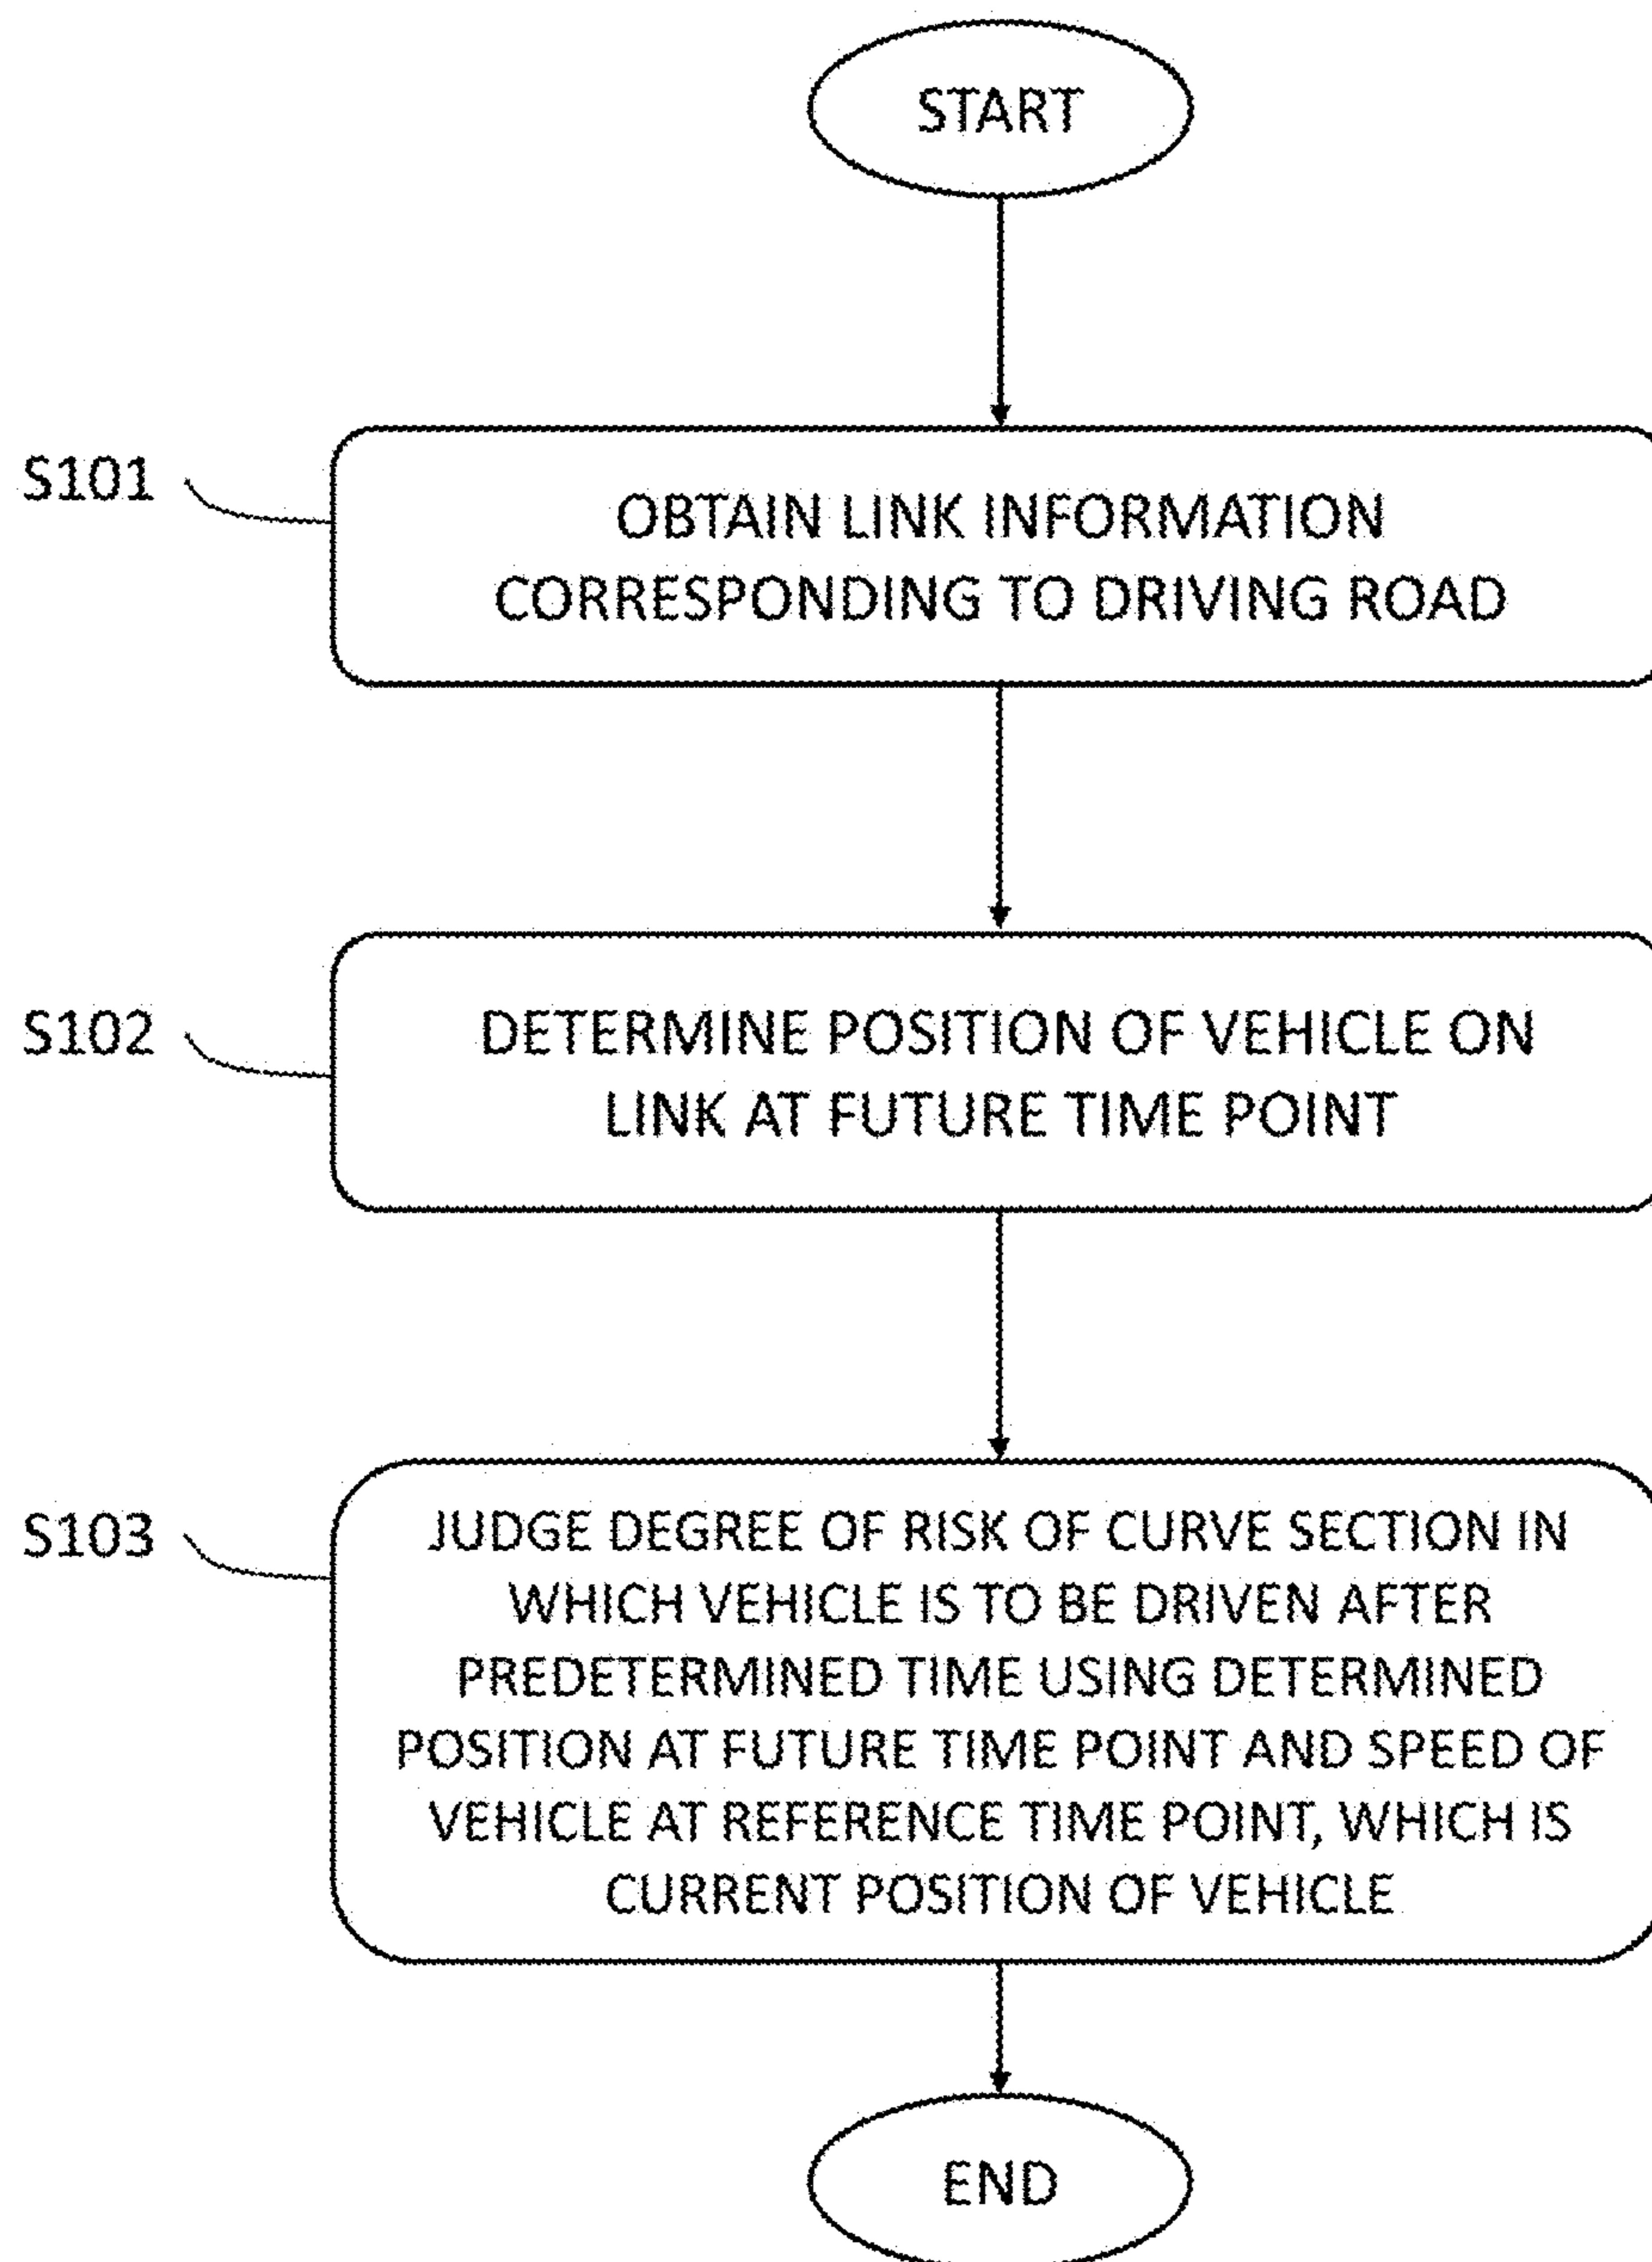 START
S101
OBTAIN LINK INFORMATION
CORRESPONDING TO DRIVING ROAD
S102
DETERMINE POSITION OF VEHICLE ON
LINK AT FUTURE TIME POINT
S103
JUDGE DEGREE OF RISK OF CURVE SECTION IN
WHICH VEHICLE IS TO BE DRIVEN AFTER
PREDETERMINED TIME USING DETERMINED
POSITION AT FUTURE TIME POINT AND SPEED OF
VEHICLE AT REFERENCE TIME POINT, WHICH IS
CURRENT POSITION OF VEHICLE
END